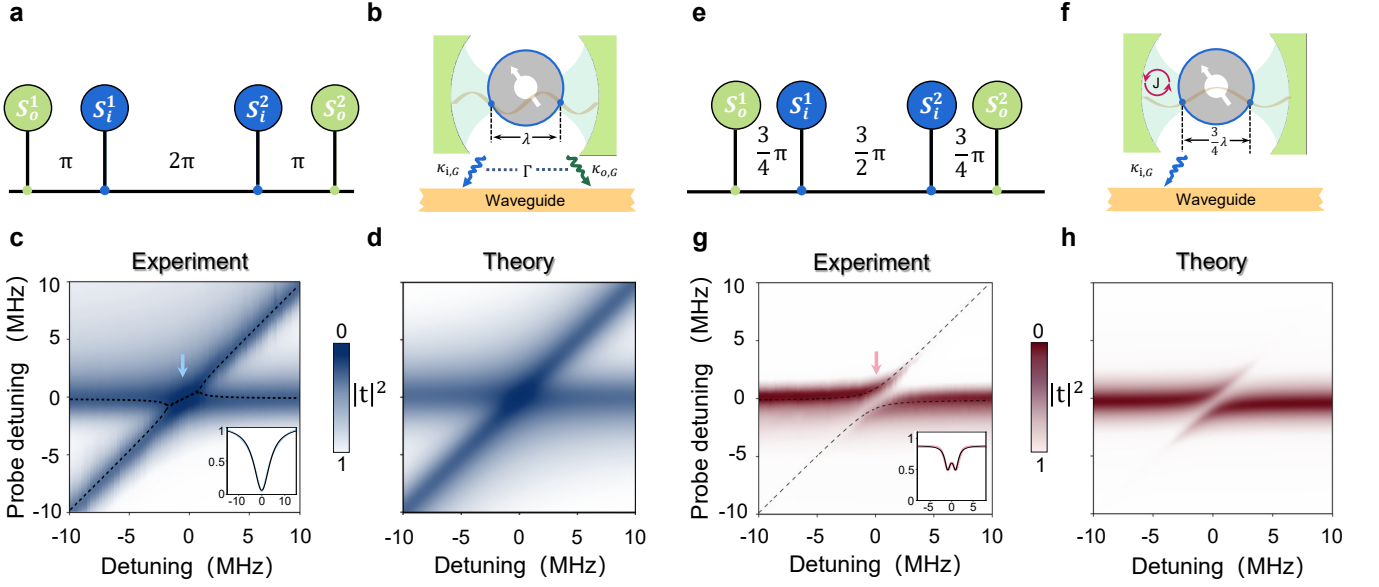 a
S_o^1
S_i^1
S_i^2
S_o^2
π
2π
π
b
λ
κ_{i,G}
Γ
κ_{o,G}
Waveguide
c
Experiment
10
5
0
-5
-10
Probe detuning (MHz)
-10
-5
0
5
10
Detuning (MHz)
1
0.5
0
-10
0
10
0
|t|²
1
d
Theory
-10
-5
0
5
10
Detuning (MHz)
e
S_o^1
S_i^1
S_i^2
S_o^2
3/4 π
3/2 π
3/4 π
f
J
3/4 λ
κ_{i,G}
Waveguide
g
Experiment
10
5
0
-5
-10
Probe detuning (MHz)
-10
-5
0
5
10
Detuning (MHz)
1
0.5
0
-5
0
5
0
|t|²
1
h
Theory
-10
-5
0
5
10
Detuning (MHz)